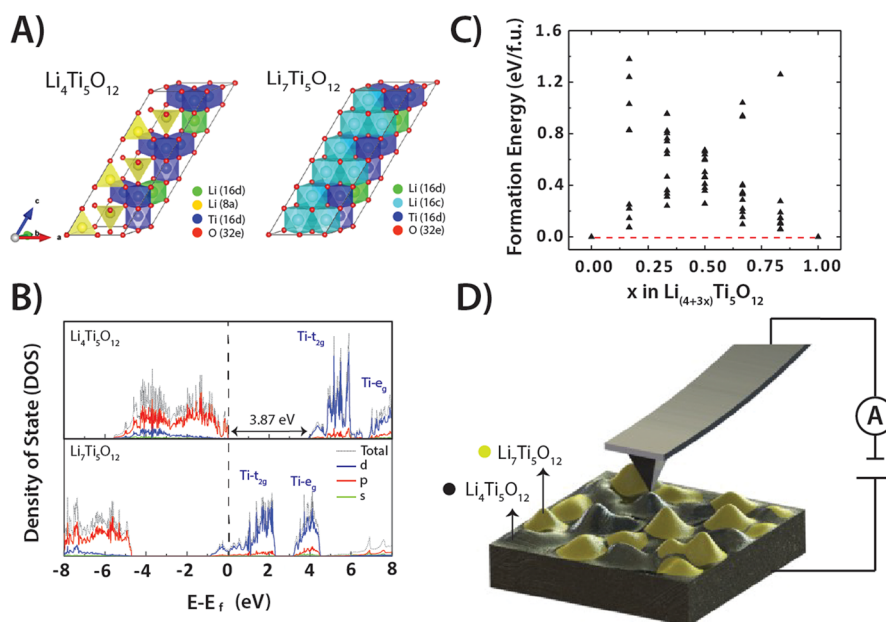 A)
Li4Ti5O12
Li7Ti5O12
c
b
a
Li (16d)
Li (8a)
Ti (16d)
O (32e)
Li (16d)
Li (16c)
Ti (16d)
O (32e)
B)
Density of State (DOS)
Li4Ti5O12
Ti-t2g
Ti-eg
3.87 eV
Li7Ti5O12
Ti-t2g
Ti-eg
Total
d
p
s
-8 -6 -4 -2 0 2 4 6 8
E-Ef (eV)
C)
Formation Energy (eV/f.u.)
1.6
1.2
0.8
0.4
0.0
0.00 0.25 0.50 0.75 1.00
x in Li(4+3x)Ti5O12
D)
Li7Ti5O12
Li4Ti5O12
A